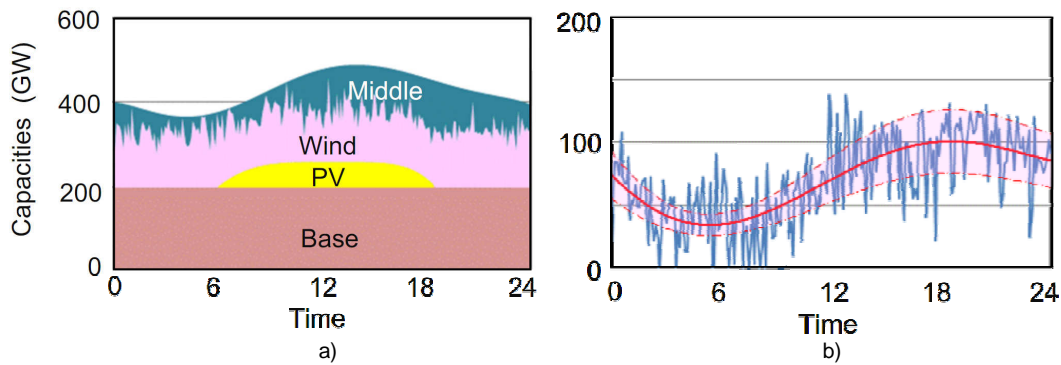 600
400
200
0
Capacities (GW)
Middle
Wind
PV
Base
0 6 12 18 24
Time
a)
200
100
0
0 6 12 18 24
Time
b)